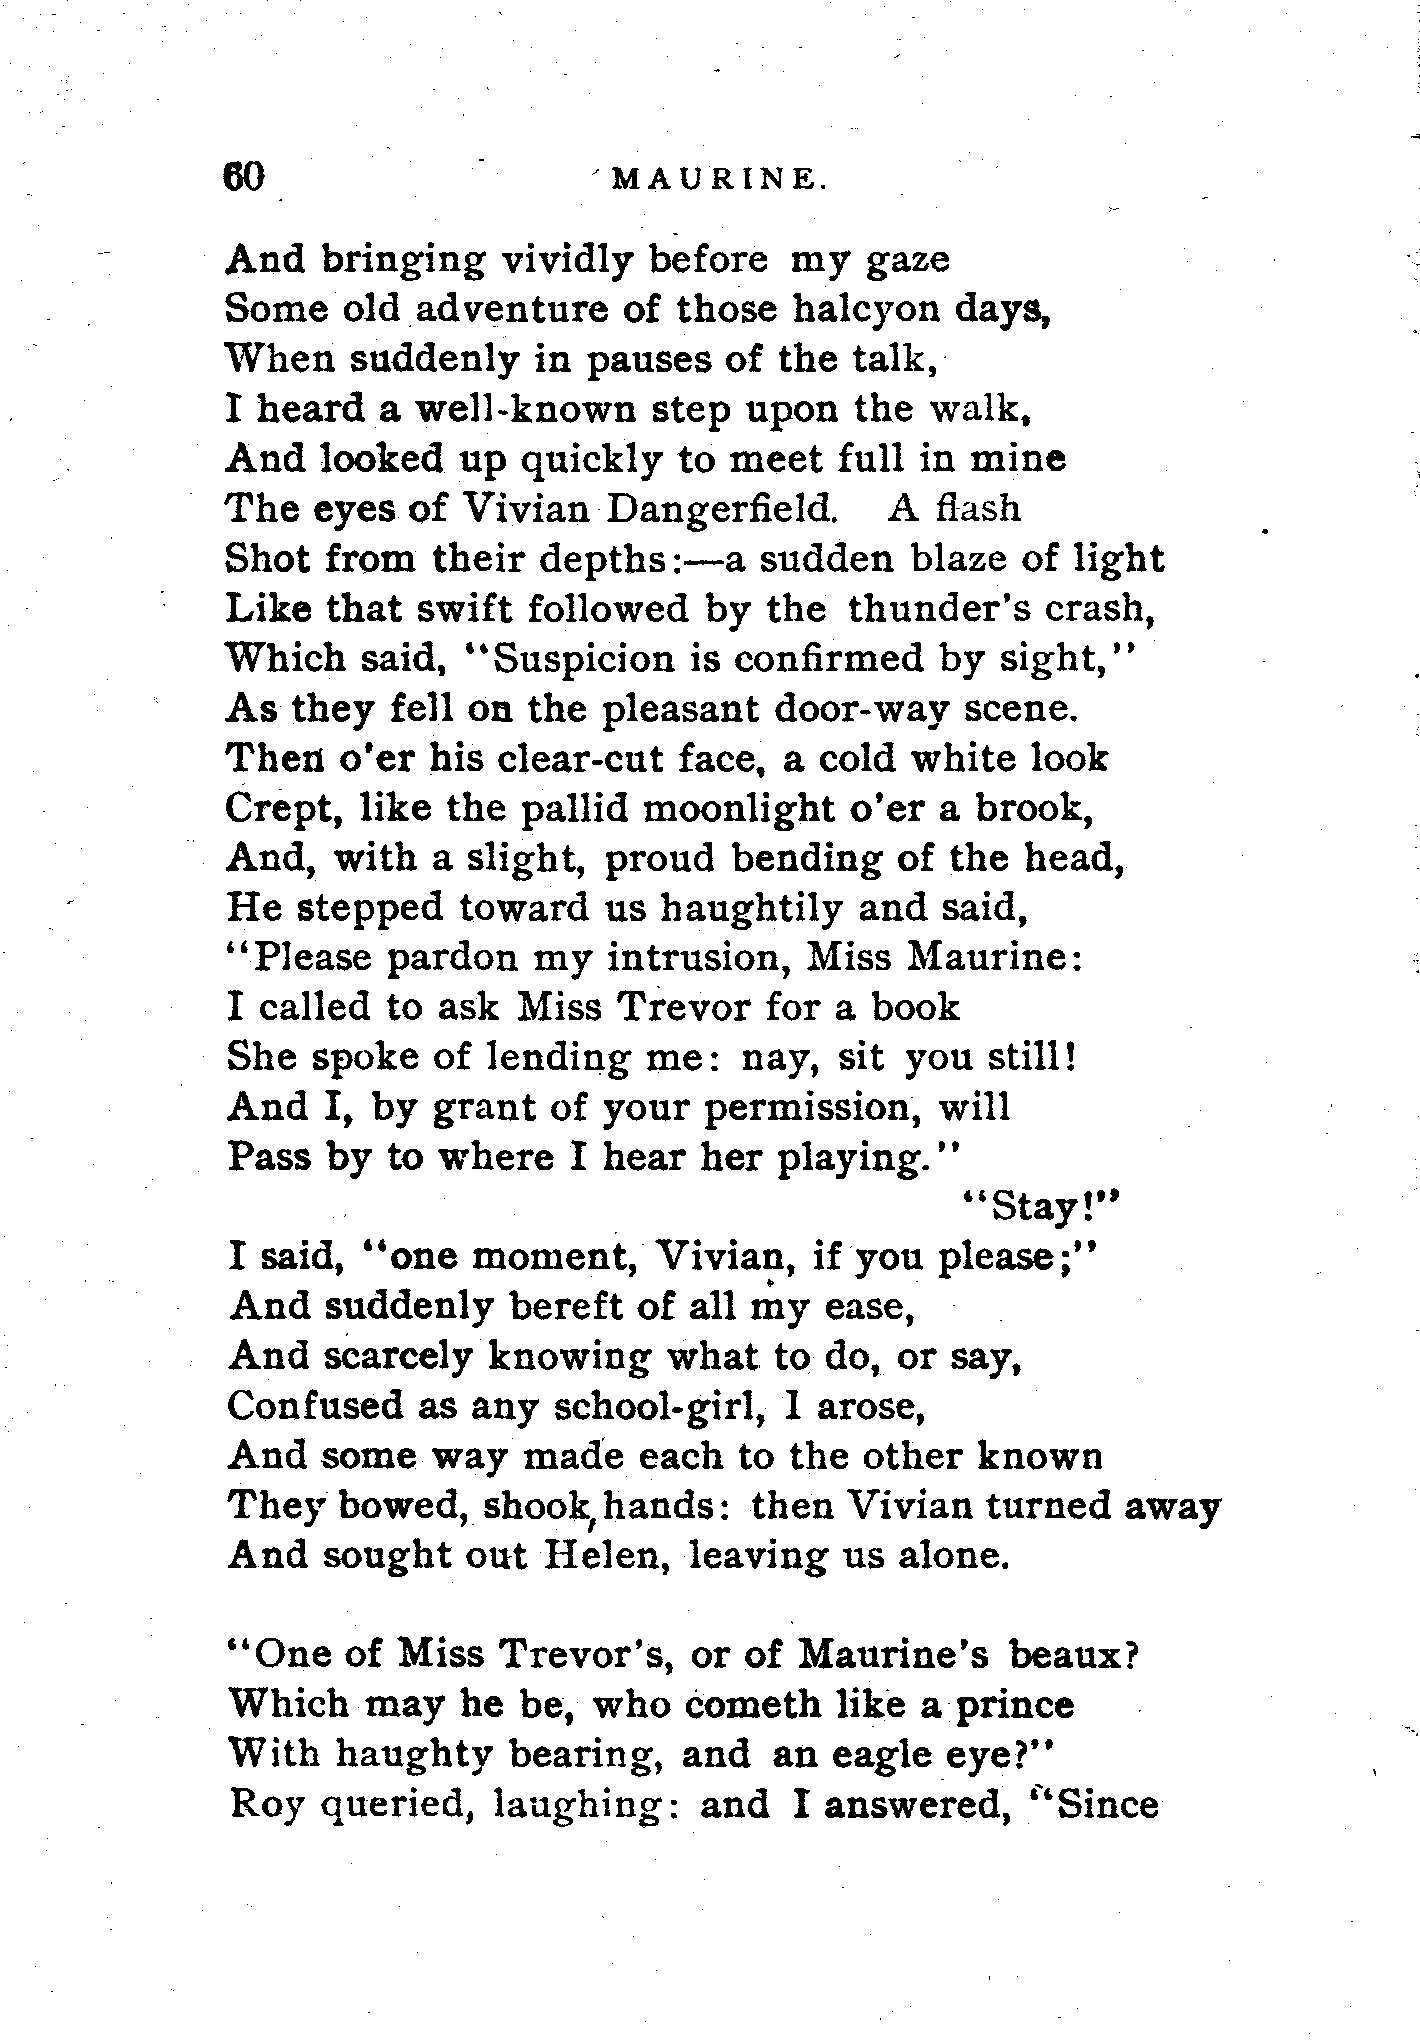 60 MAURINE.
And bringing vividly before my gaze
Some old adventure of those halcyon days,
When suddenly in pauses of the talk,
I heard a well-known step upon the walk,
And looked up quickly to meet full in mine
The eyes of Vivian Dangerfield. A flash
Shot from their depths:—a sudden blaze of light
Like that swift followed by the thunder's crash,
Which said, "Suspicion is confirmed by sight,"
As they fell on the pleasant door-way scene.
Then o'er his clear-cut face, a cold white look
Crept, like the pallid moonlight o'er a brook,
And, with a slight, proud bending of the head,
He stepped toward us haughtily and said,
"Please pardon my intrusion, Miss Maurine:
I called to ask Miss Trevor for a book
She spoke of lending me: nay, sit you still!
And I, by grant of your permission, will
Pass by to where I hear her playing."
"Stay!"
I said, "one moment, Vivian, if you please;"
And suddenly bereft of all my ease,
And scarcely knowing what to do, or say,
Confused as any school-girl, I arose,
And some way made each to the other known
They bowed, shook, hands: then Vivian turned away
And sought out Helen, leaving us alone.
"One of Miss Trevor's, or of Maurine's beaux?
Which may he be, who cometh like a prince
With haughty bearing, and an eagle eye?"
Roy queried, laughing: and I answered, "Since